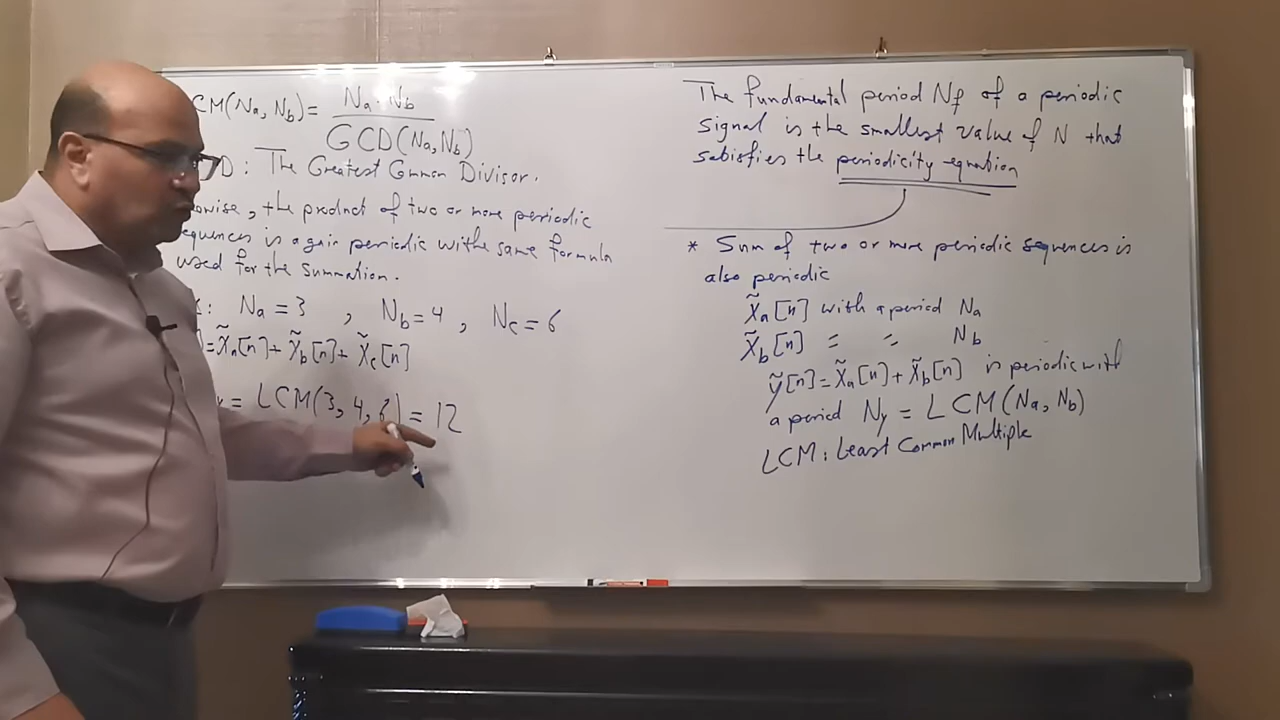 CM(Na, Nb) = Na · Nb / GCD(Na, Nb)
D : The Greatest Common Divisor.
wise, the product of two or more periodic
equences is again periodic withe same formula
used for the summation.
: Na = 3 , Nb = 4 , Nc = 6
] = x̃a[n] + x̃b[n] + x̃c[n]
= LCM(3, 4, 6) = 12
The fundamental period Nf of a periodic
signal is the smallest value of N that
satisfies the periodicity equation
* Sum of two or more periodic sequences is
also periodic
x̃a[n] with a period Na
x̃b[n] = = Nb
ỹ[n] = x̃a[n] + x̃b[n] is periodic with
a period Ny = LCM(Na, Nb)
LCM : Least Common Multiple